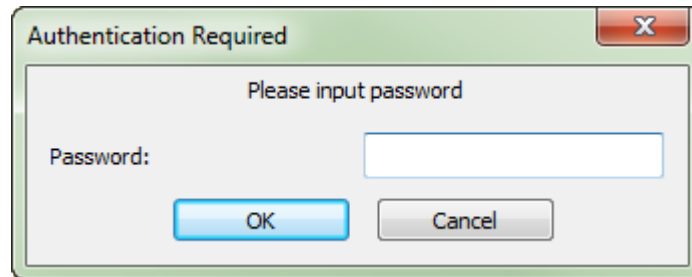 Authentication Required
Please input password
Password:
OK Cancel